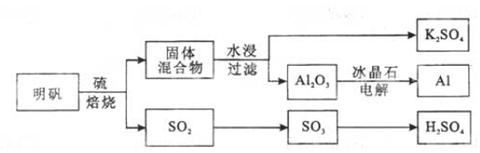 明矾
硫
焙烧
固体
混合物
水浸
过滤
K₂SO₄
Al₂O₃
冰晶石
电解
Al
SO₂
SO₃
H₂SO₄